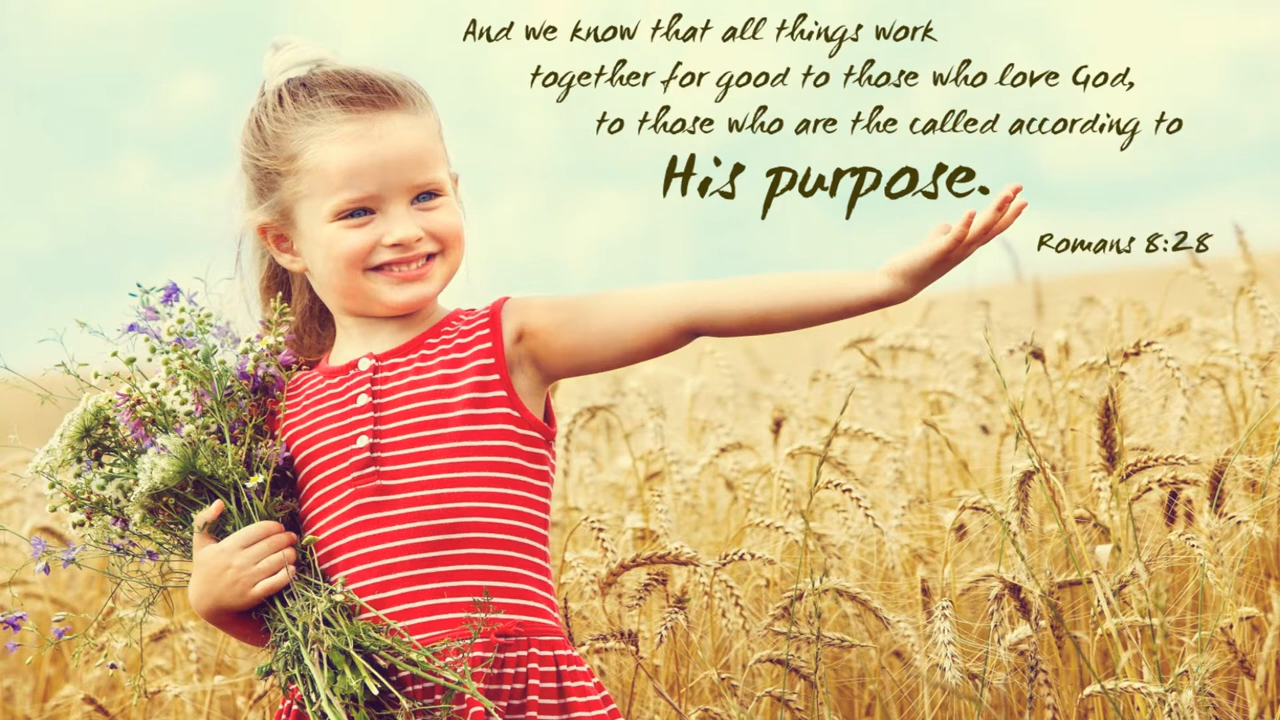 And we know that all things work
together for good to those who love God,
to those who are the called according to
His purpose.
Romans 8:28